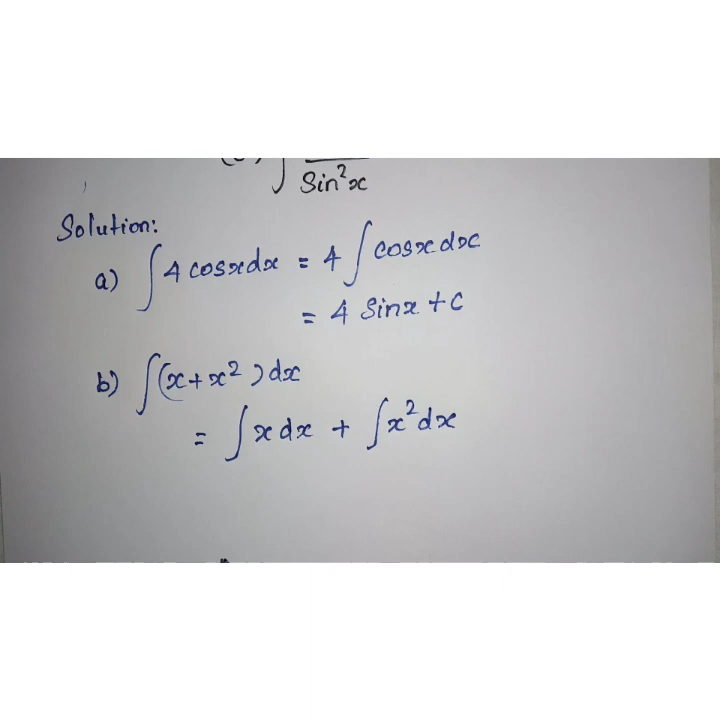 ∫ Sin²x
Solution:
a) ∫ 4 cosx dx = 4 ∫ cosx dx
= 4 Sinx + C
b) ∫ (x + x²) dx
= ∫ x dx + ∫ x² dx